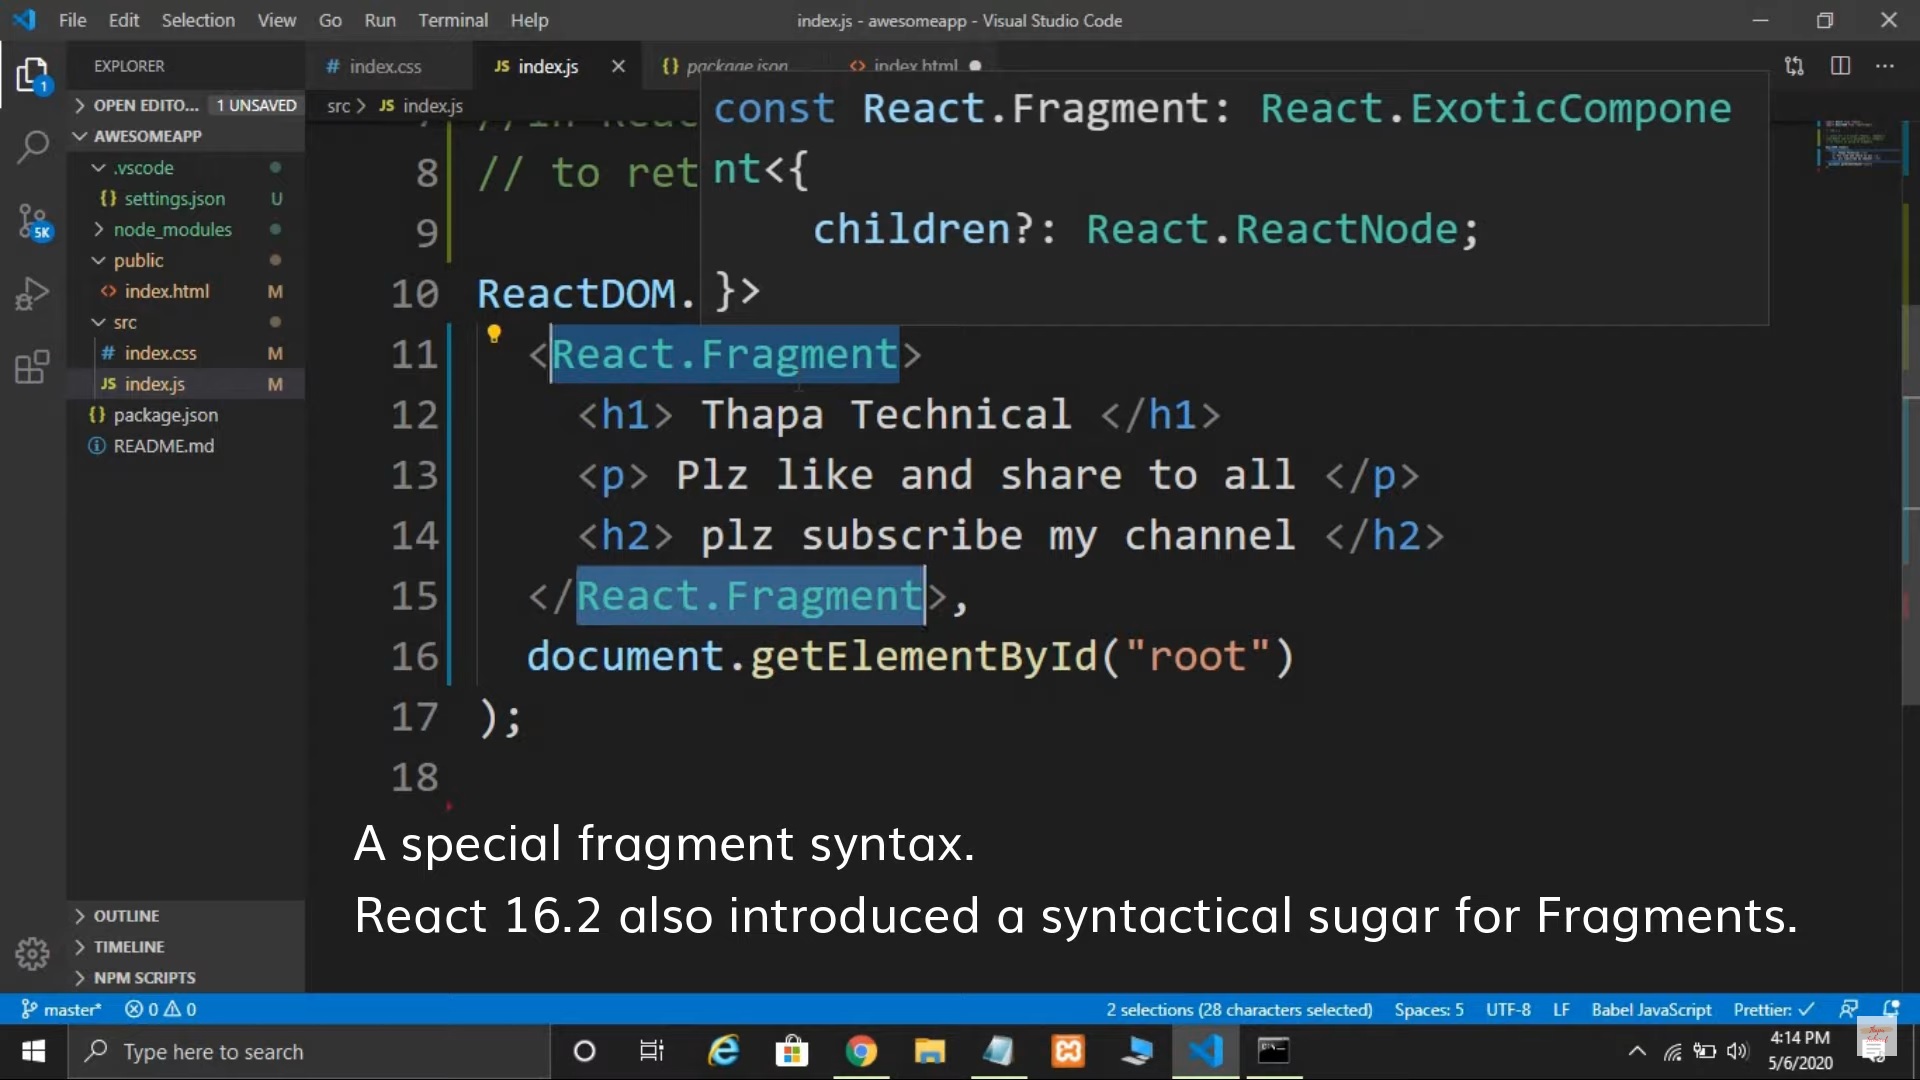 File Edit Selection View Go Run Terminal Help
index.js - awesomeapp - Visual Studio Code
EXPLORER
OPEN EDITO... 1 UNSAVED
AWESOMEAPP
.vscode
settings.json U
node_modules
public
index.html M
src
# index.css M
JS index.js M
package.json
README.md
OUTLINE
TIMELINE
NPM SCRIPTS
1
5K
# index.css JS index.js {} package.json <> index.html
src > JS index.js
const React.Fragment: React.ExoticCompone
nt<{
children?: React.ReactNode;
}>
8 // to ret
9
10 ReactDOM.
11 <React.Fragment>
12 <h1> Thapa Technical </h1>
13 <p> Plz like and share to all </p>
14 <h2> plz subscribe my channel </h2>
15 </React.Fragment>,
16 document.getElementById("root")
17 );
18
A special fragment syntax.
React 16.2 also introduced a syntactical sugar for Fragments.
master* 0 0 2 selections (28 characters selected) Spaces: 5 UTF-8 LF Babel JavaScript Prettier: ✓
Type here to search
4:14 PM
5/6/2020